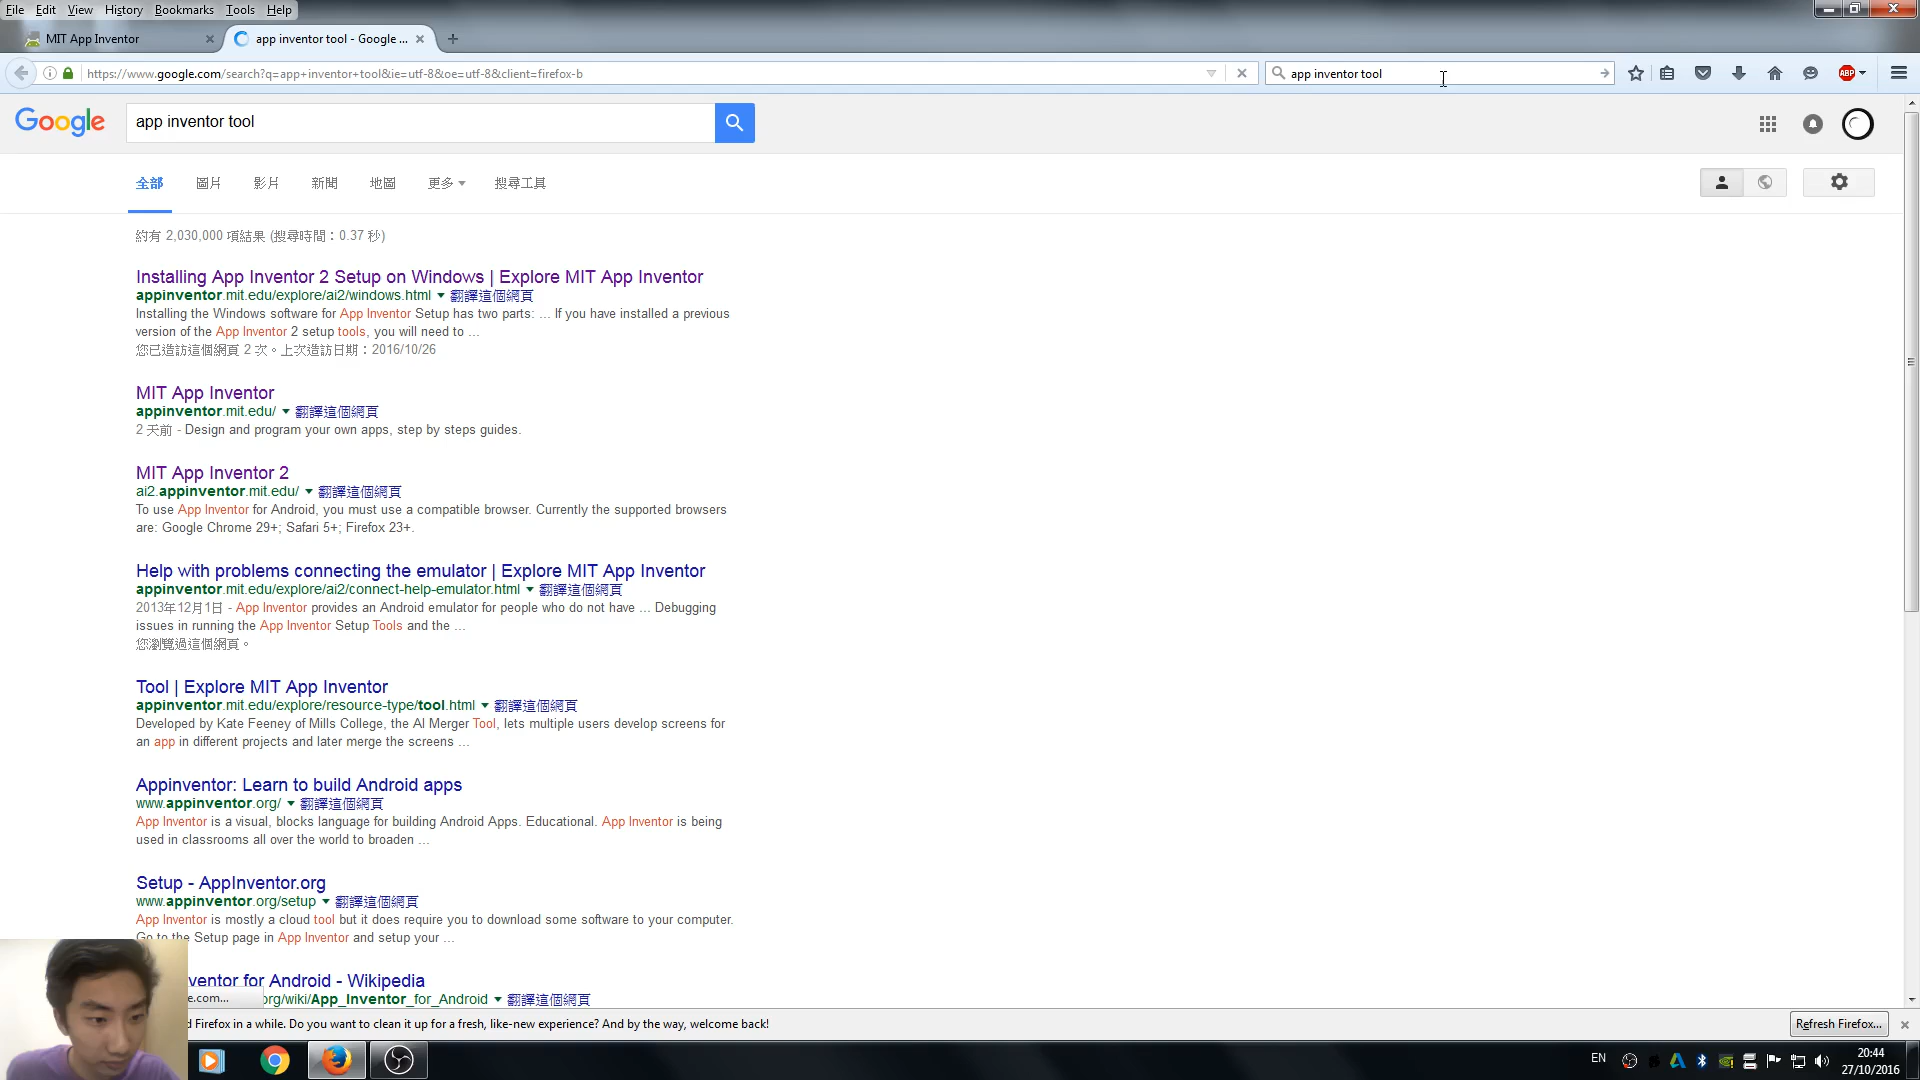 File Edit View History Bookmarks Tools Help
MIT App Inventor
app inventor tool - Google ...
https://www.google.com/search?q=app+inventor+tool&ie=utf-8&oe=utf-8&client=firefox-b
app inventor tool
ABP
Google
app inventor tool
全部 圖片 影片 新聞 地圖 更多 搜尋工具
約有 2,030,000 項結果 (搜尋時間：0.37 秒)
Installing App Inventor 2 Setup on Windows | Explore MIT App Inventor
appinventor.mit.edu/explore/ai2/windows.html 翻譯這個網頁
Installing the Windows software for App Inventor Setup has two parts: ... If you have installed a previous
version of the App Inventor 2 setup tools, you will need to ...
您已造訪這個網頁 2 次。上次造訪日期：2016/10/26
MIT App Inventor
appinventor.mit.edu/ 翻譯這個網頁
2 天前 - Design and program your own apps, step by steps guides.
MIT App Inventor 2
ai2.appinventor.mit.edu/ 翻譯這個網頁
To use App Inventor for Android, you must use a compatible browser. Currently the supported browsers
are: Google Chrome 29+; Safari 5+; Firefox 23+.
Help with problems connecting the emulator | Explore MIT App Inventor
appinventor.mit.edu/explore/ai2/connect-help-emulator.html 翻譯這個網頁
2013年12月1日 - App Inventor provides an Android emulator for people who do not have ... Debugging
issues in running the App Inventor Setup Tools and the ...
您瀏覽過這個網頁。
Tool | Explore MIT App Inventor
appinventor.mit.edu/explore/resource-type/tool.html 翻譯這個網頁
Developed by Kate Feeney of Mills College, the AI Merger Tool, lets multiple users develop screens for
an app in different projects and later merge the screens ...
Appinventor: Learn to build Android apps
www.appinventor.org/ 翻譯這個網頁
App Inventor is a visual, blocks language for building Android Apps. Educational. App Inventor is being
used in classrooms all over the world to broaden ...
Setup - AppInventor.org
www.appinventor.org/setup 翻譯這個網頁
App Inventor is mostly a cloud tool but it does require you to download some software to your computer.
Go to the Setup page in App Inventor and setup your ...
ventor for Android - Wikipedia
e.com... org/wiki/App_Inventor_for_Android 翻譯這個網頁
d Firefox in a while. Do you want to clean it up for a fresh, like-new experience? And by the way, welcome back!
Refresh Firefox...
EN
20:44
27/10/2016